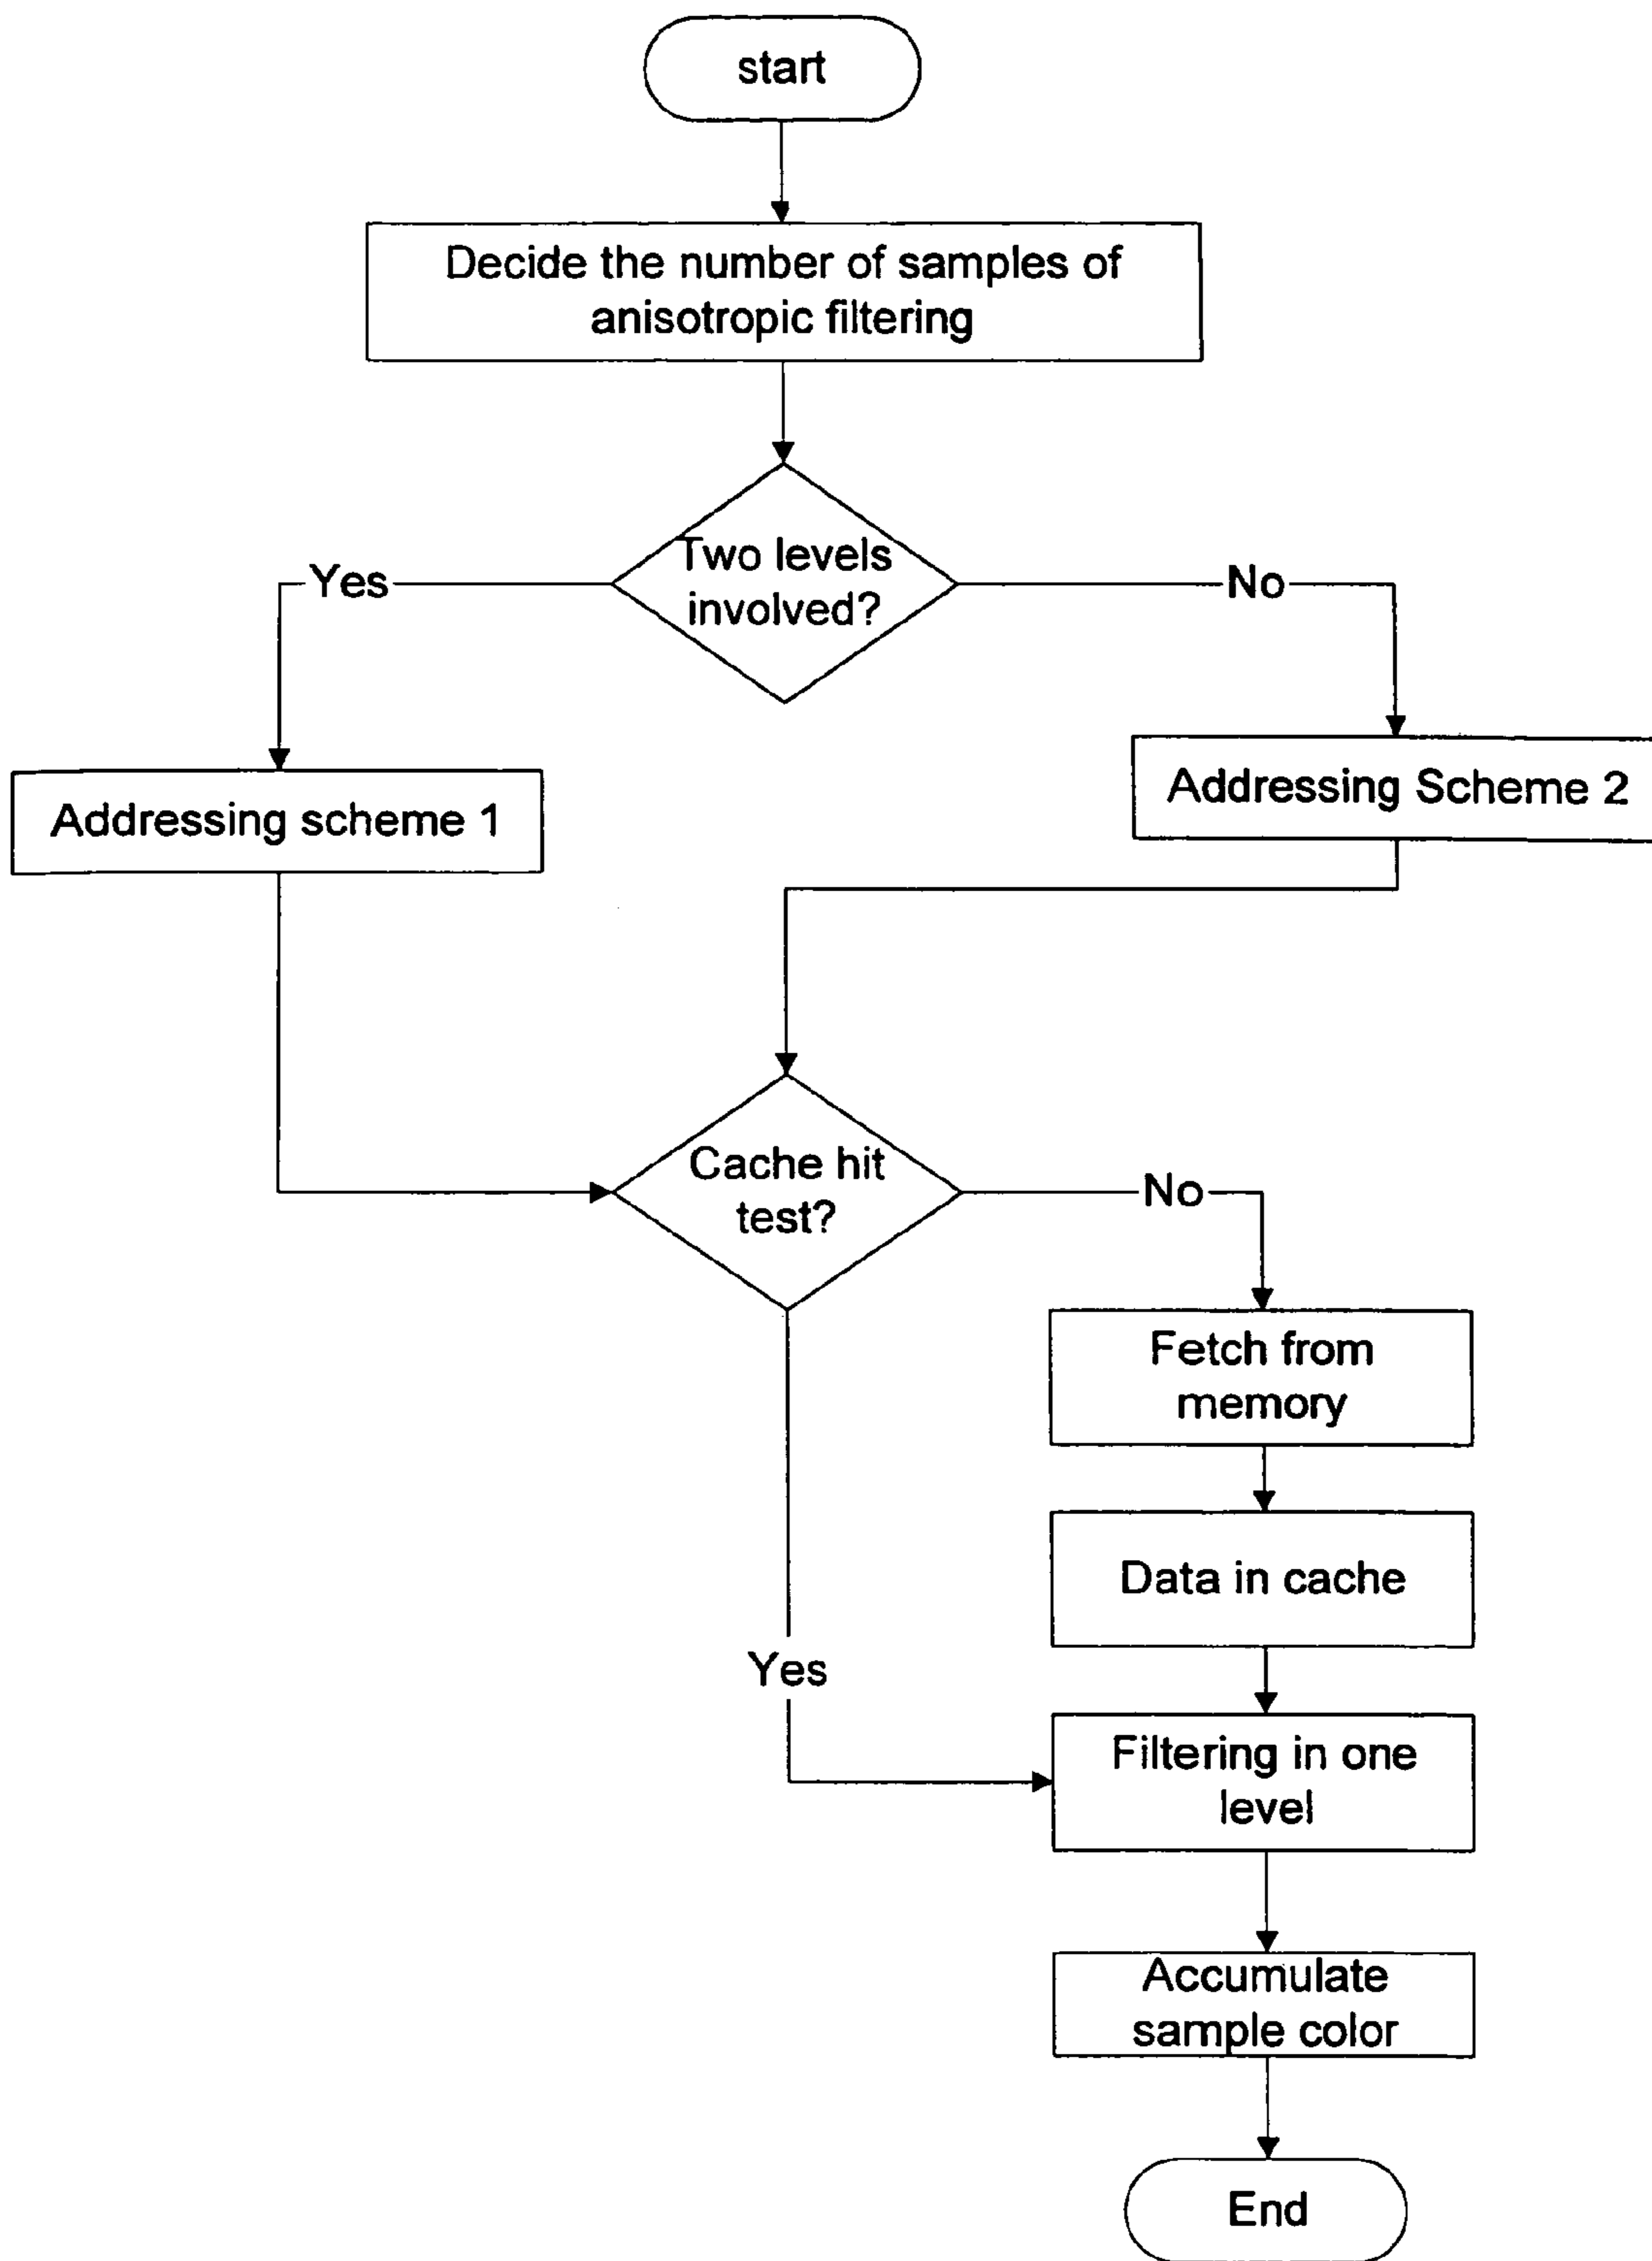 start
Decide the number of samples of
anisotropic filtering
Two levels
involved?
Yes
No
Addressing scheme 1
Addressing Scheme 2
Cache hit
test?
No
Fetch from
memory
Data in cache
Yes
Filtering in one
level
Accumulate
sample color
End